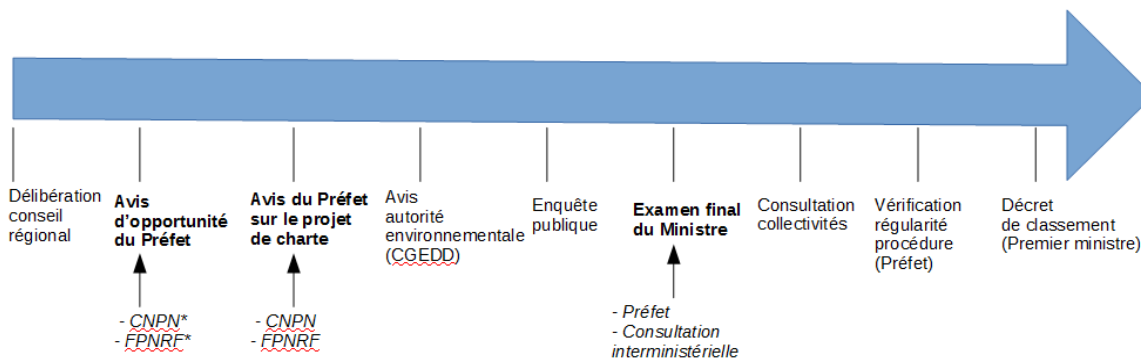 Délibération
conseil
régional
Avis
d'opportunité
du Préfet
- CNPN*
- FPNRF*
Avis du Préfet
sur le projet
de charte
- CNPN
- FPNRF
Avis
autorité
environnementale
(CGEDD)
Enquête
publique
Examen final
du Ministre
- Préfet
- Consultation
interministérielle
Consultation
collectivités
Vérification
régularité
procédure
(Préfet)
Décret
de classement
(Premier ministre)